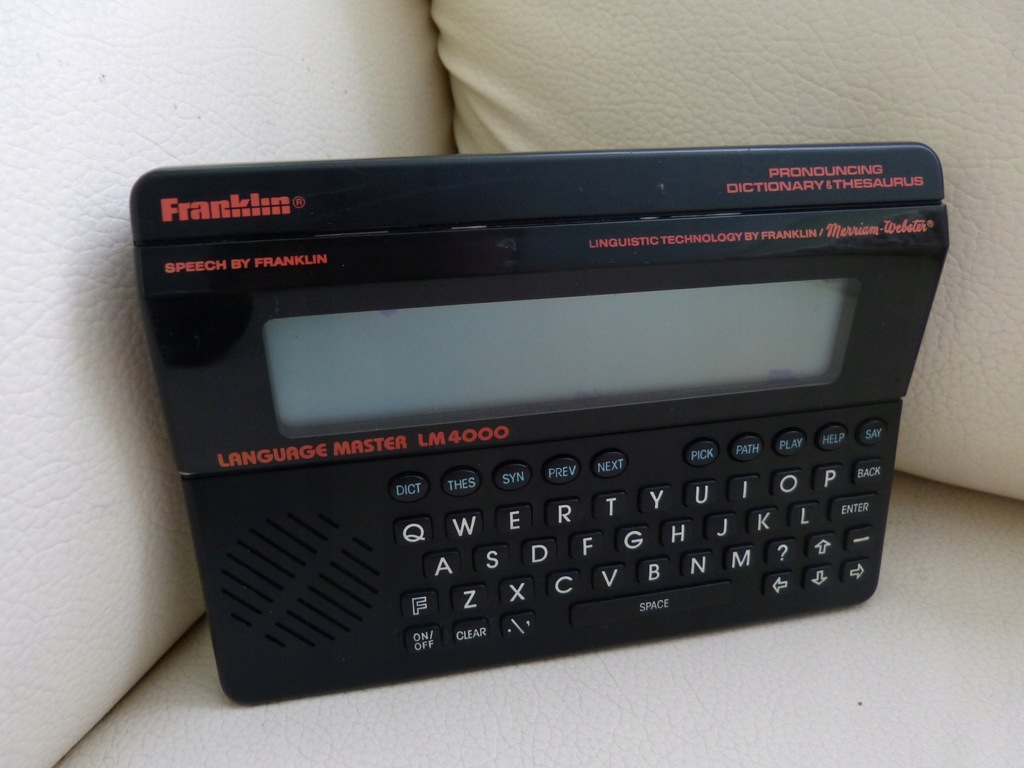 Franklin®
PRONOUNCING
DICTIONARY & THESAURUS
SPEECH BY FRANKLIN
LINGUISTIC TECHNOLOGY BY FRANKLIN / Merriam-Webster®
LANGUAGE MASTER LM4000
DICT THES SYN PREV NEXT PICK PATH PLAY HELP SAY
Q W E R T Y U I O P BACK
A S D F G H J K L ENTER
F Z X C V B N M ? ⇧ –
ON/OFF CLEAR .\' SPACE ⇦ ⇩ ⇨